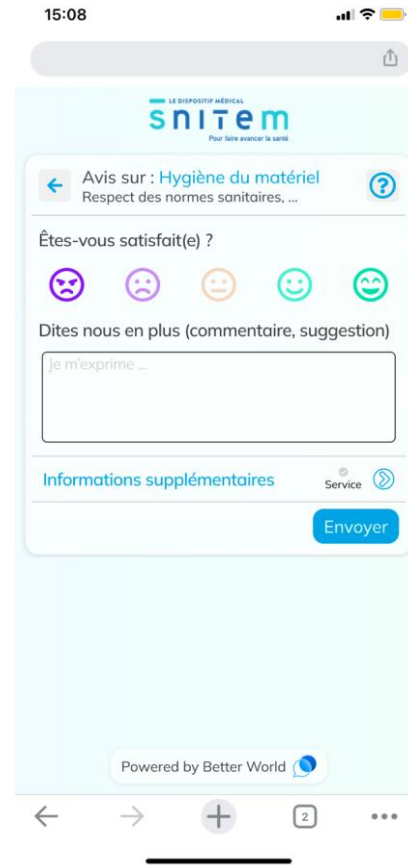 15:08
LE DISPOSITIF MÉDICAL
snitem
Pour faire avancer la santé
Avis sur : Hygiène du matériel
Respect des normes sanitaires, ...
Êtes-vous satisfait(e) ?
Dites nous en plus (commentaire, suggestion)
Je m'exprime ...
Informations supplémentaires
Service
Envoyer
Powered by Better World
2